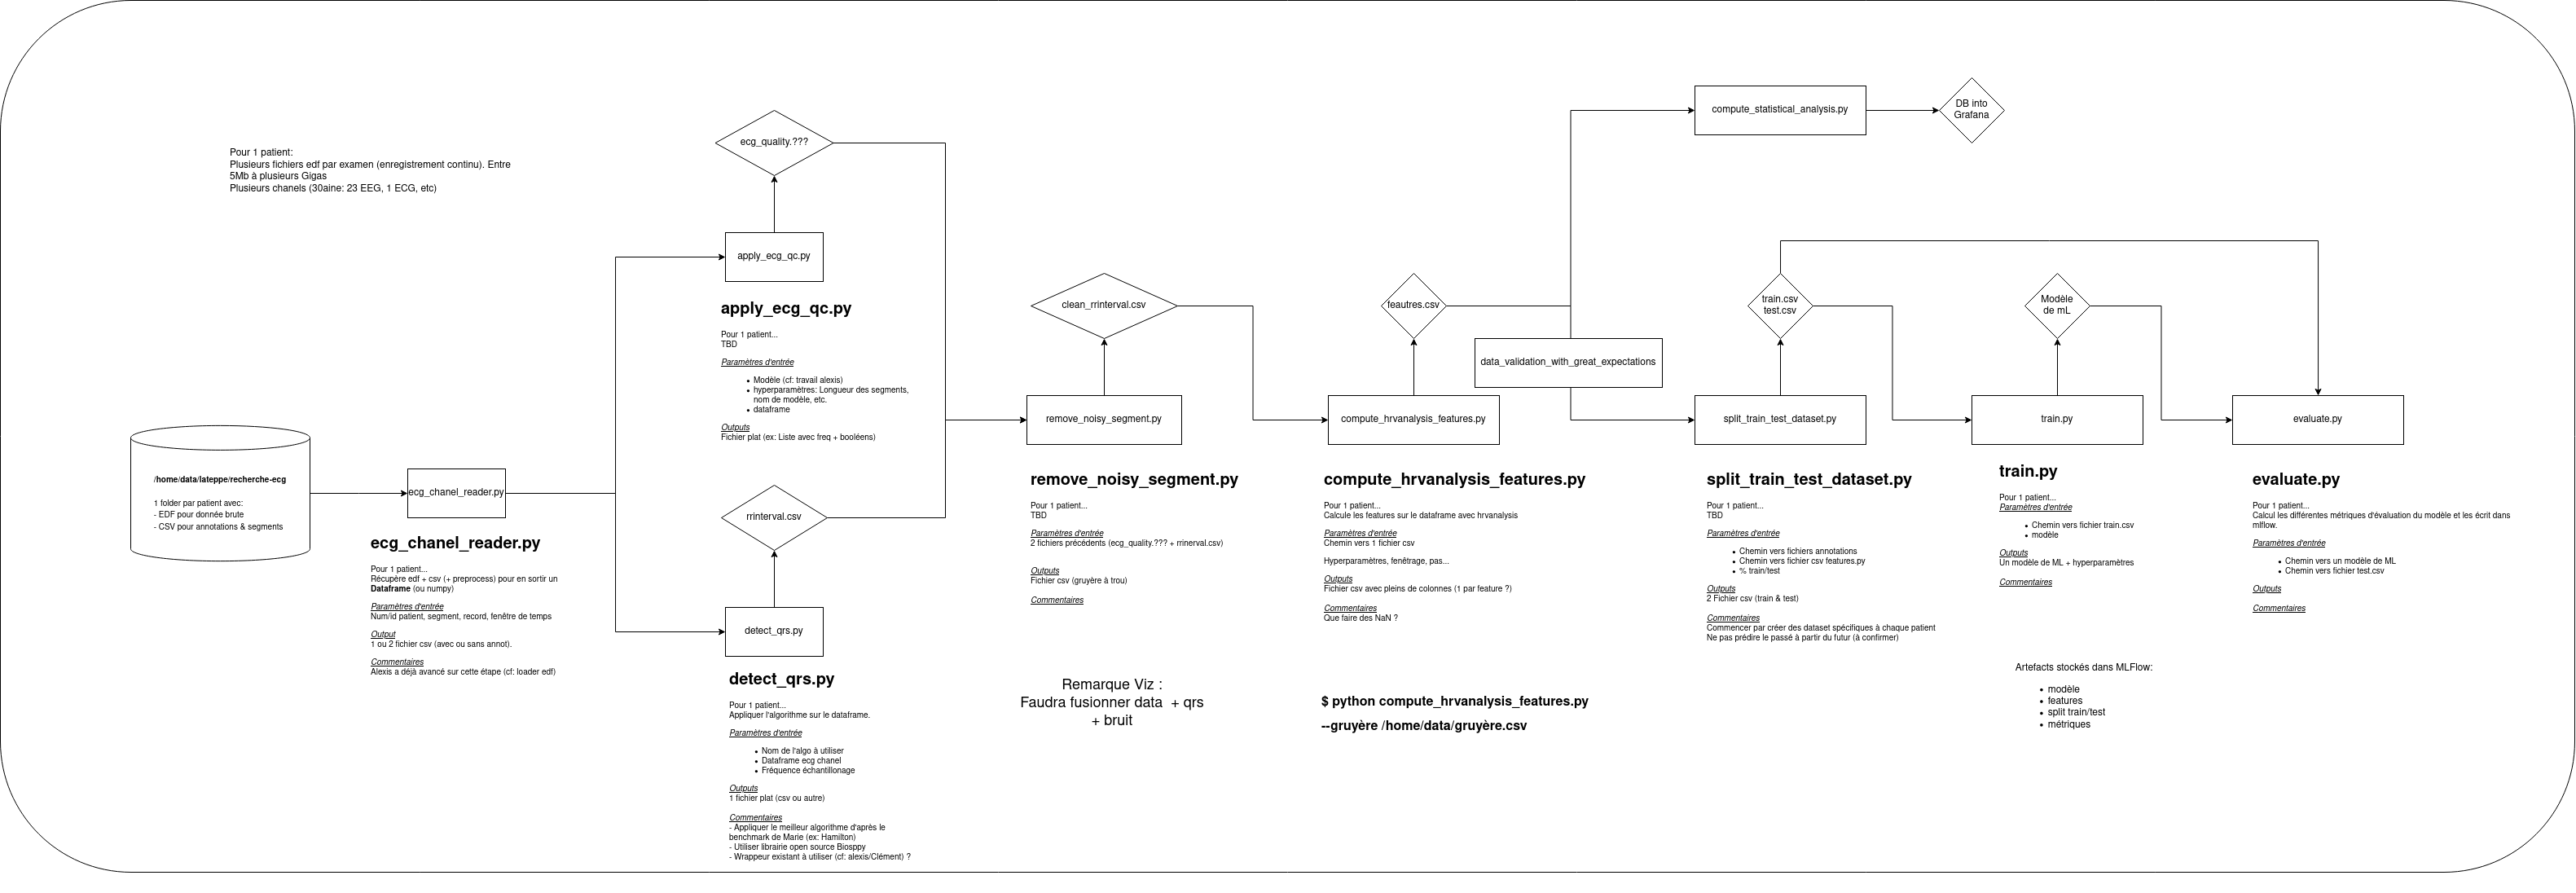 Pour 1 patient:
Plusieurs fichiers edf par examen (enregistrement continu). Entre
5Mb à plusieurs Gigas
Plusieurs chanels (30aine: 23 EEG, 1 ECG, etc)
/home/data/lateppe/recherche-ecg
1 folder par patient avec:
- EDF pour donnée brute
- CSV pour annotations & segments
ecg_chanel_reader.py
ecg_chanel_reader.py
Pour 1 patient...
Récupère edf + csv (+ preprocess) pour en sortir un
Dataframe (ou numpy)
Paramètres d'entrée
Num/id patient, segment, record, fenêtre de temps
Output
1 ou 2 fichier csv (avec ou sans annot).
Commentaires
Alexis a déjà avancé sur cette étape (cf: loader edf)
ecg_quality.???
apply_ecg_qc.py
apply_ecg_qc.py
Pour 1 patient...
TBD
Paramètres d'entrée
• Modèle (cf: travail alexis)
• hyperparamètres: Longueur des segments,
nom de modèle, etc.
• dataframe
Outputs
Fichier plat (ex: Liste avec freq + booléens)
rrinterval.csv
detect_qrs.py
detect_qrs.py
Pour 1 patient...
Appliquer l'algorithme sur le dataframe.
Paramètres d'entrée
• Nom de l'algo à utiliser
• Dataframe ecg chanel
• Fréquence échantillonage
Outputs
1 fichier plat (csv ou autre)
Commentaires
- Appliquer le meilleur algorithme d'après le
benchmark de Marie (ex: Hamilton)
- Utiliser librairie open source Biosppy
- Wrappeur existant à utiliser (cf: alexis/Clément) ?
clean_rrinterval.csv
remove_noisy_segment.py
remove_noisy_segment.py
Pour 1 patient...
TBD
Paramètres d'entrée
2 fichiers précédents (ecg_quality.??? + rrinerval.csv)
Outputs
Fichier csv (gruyère à trou)
Commentaires
Remarque Viz :
Faudra fusionner data + qrs
+ bruit
feautres.csv
compute_hrvanalysis_features.py
compute_hrvanalysis_features.py
Pour 1 patient...
Calcule les features sur le dataframe avec hrvanalysis
Paramètres d'entrée
Chemin vers 1 fichier csv
Hyperparamètres, fenêtrage, pas...
Outputs
Fichier csv avec pleins de colonnes (1 par feature ?)
Commentaires
Que faire des NaN ?
$ python compute_hrvanalysis_features.py
--gruyère /home/data/gruyère.csv
data_validation_with_great_expectations
compute_statistical_analysis.py
DB into
Grafana
train.csv
test.csv
split_train_test_dataset.py
split_train_test_dataset.py
Pour 1 patient...
TBD
Paramètres d'entrée
• Chemin vers fichiers annotations
• Chemin vers fichier csv features.py
• % train/test
Outputs
2 Fichier csv (train & test)
Commentaires
Commencer par créer des dataset spécifiques à chaque patient
Ne pas prédire le passé à partir du futur (à confirmer)
Modèle
de mL
train.py
train.py
Pour 1 patient...
Paramètres d'entrée
• Chemin vers fichier train.csv
• modèle
Outputs
Un modèle de ML + hyperparamètres
Commentaires
Artefacts stockés dans MLFlow:
• modèle
• features
• split train/test
• métriques
evaluate.py
evaluate.py
Pour 1 patient...
Calcul les différentes métriques d'évaluation du modèle et les écrit dans
mlflow.
Paramètres d'entrée
• Chemin vers un modèle de ML
• Chemin vers fichier test.csv
Outputs
Commentaires